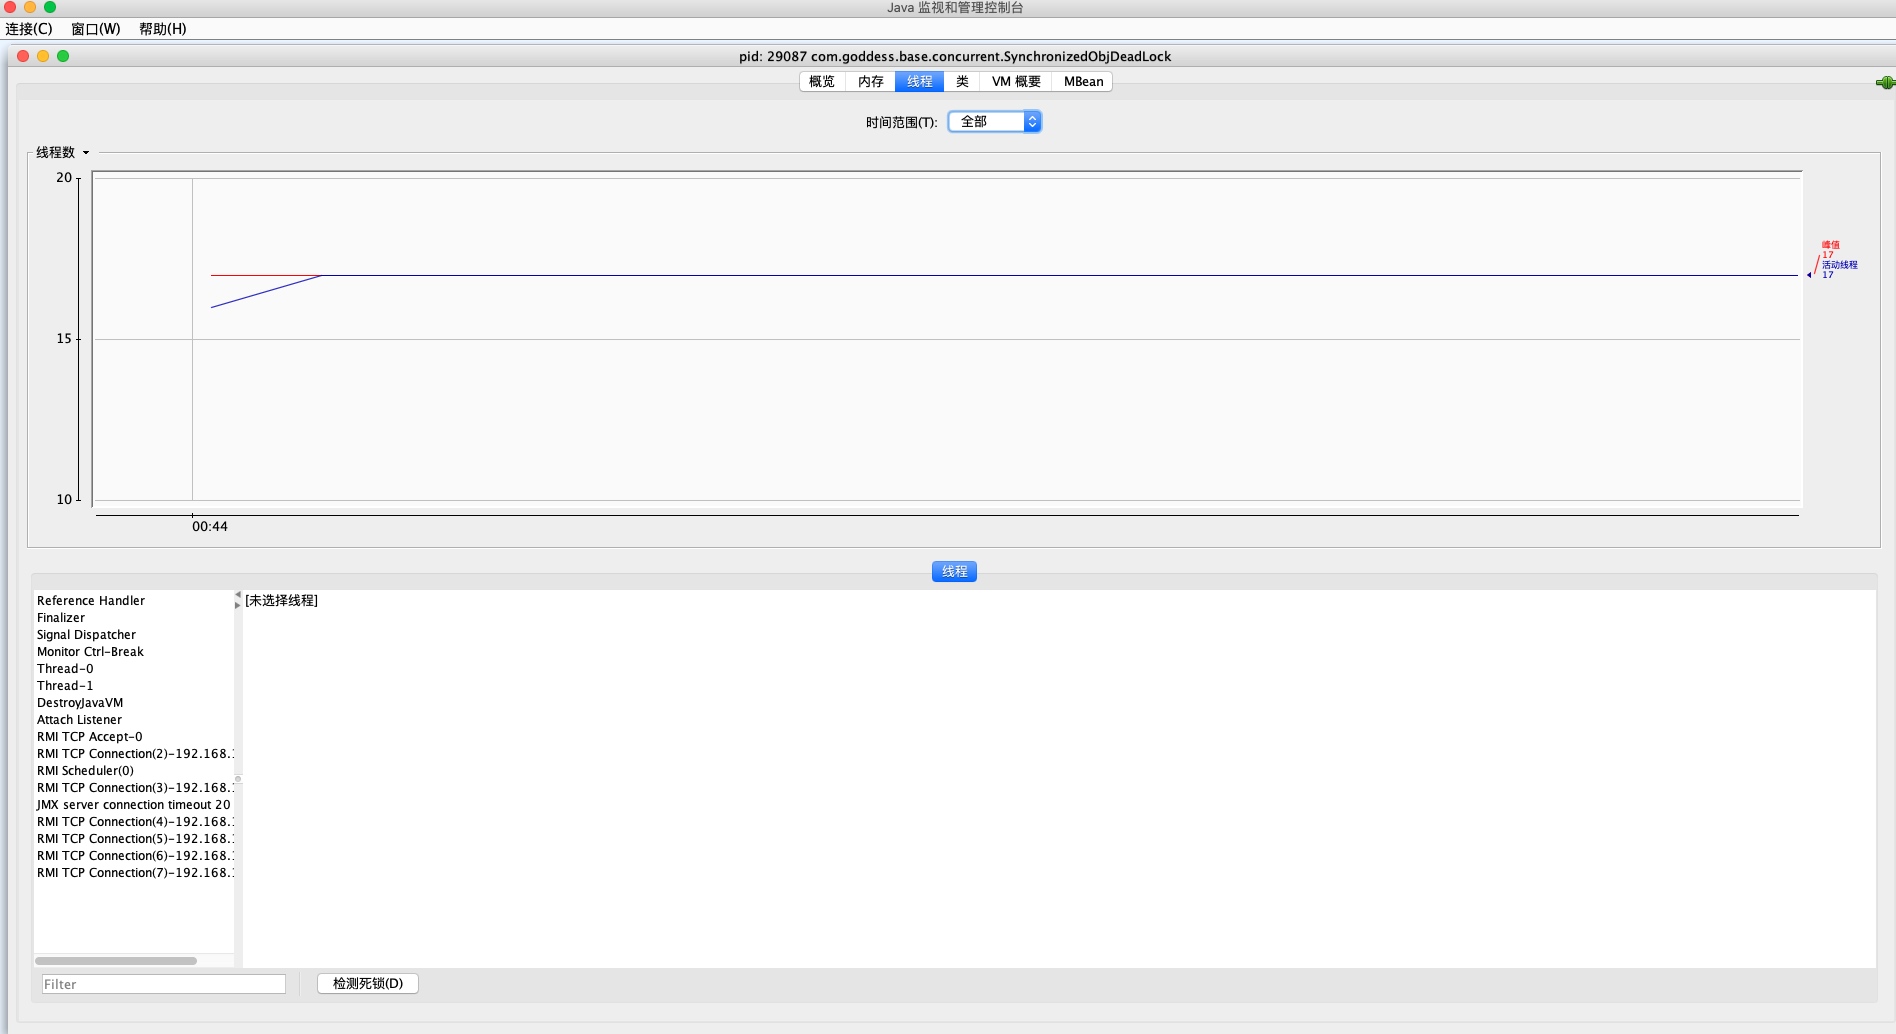 Java 监视和管理控制台
连接(C) 窗口(W) 帮助(H)
pid: 29087 com.goddess.base.concurrent.SynchronizedObjDeadLock
概览 内存 线程 类 VM 概要 MBean
时间范围(T): 全部
线程数
20
15
10
00:44
峰值
17
活动线程
17
线程
Reference Handler
Finalizer
Signal Dispatcher
Monitor Ctrl-Break
Thread-0
Thread-1
DestroyJavaVM
Attach Listener
RMI TCP Accept-0
RMI TCP Connection(2)-192.168.
RMI Scheduler(0)
RMI TCP Connection(3)-192.168.
JMX server connection timeout 20
RMI TCP Connection(4)-192.168.
RMI TCP Connection(5)-192.168.
RMI TCP Connection(6)-192.168.
RMI TCP Connection(7)-192.168.
[未选择线程]
Filter
检测死锁(D)